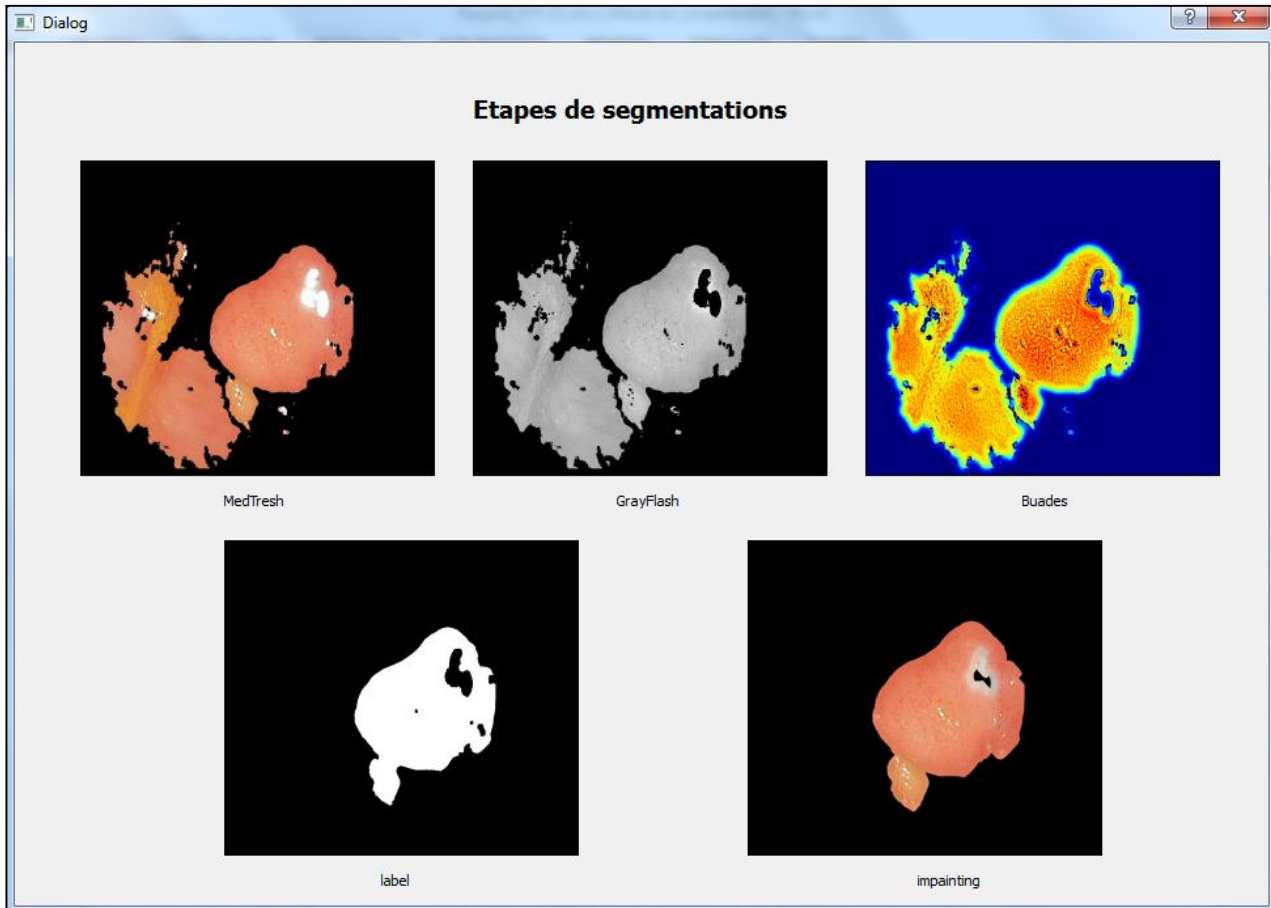 Dialog
Etapes de segmentations
MedTresh
GrayFlash
Buades
label
impainting